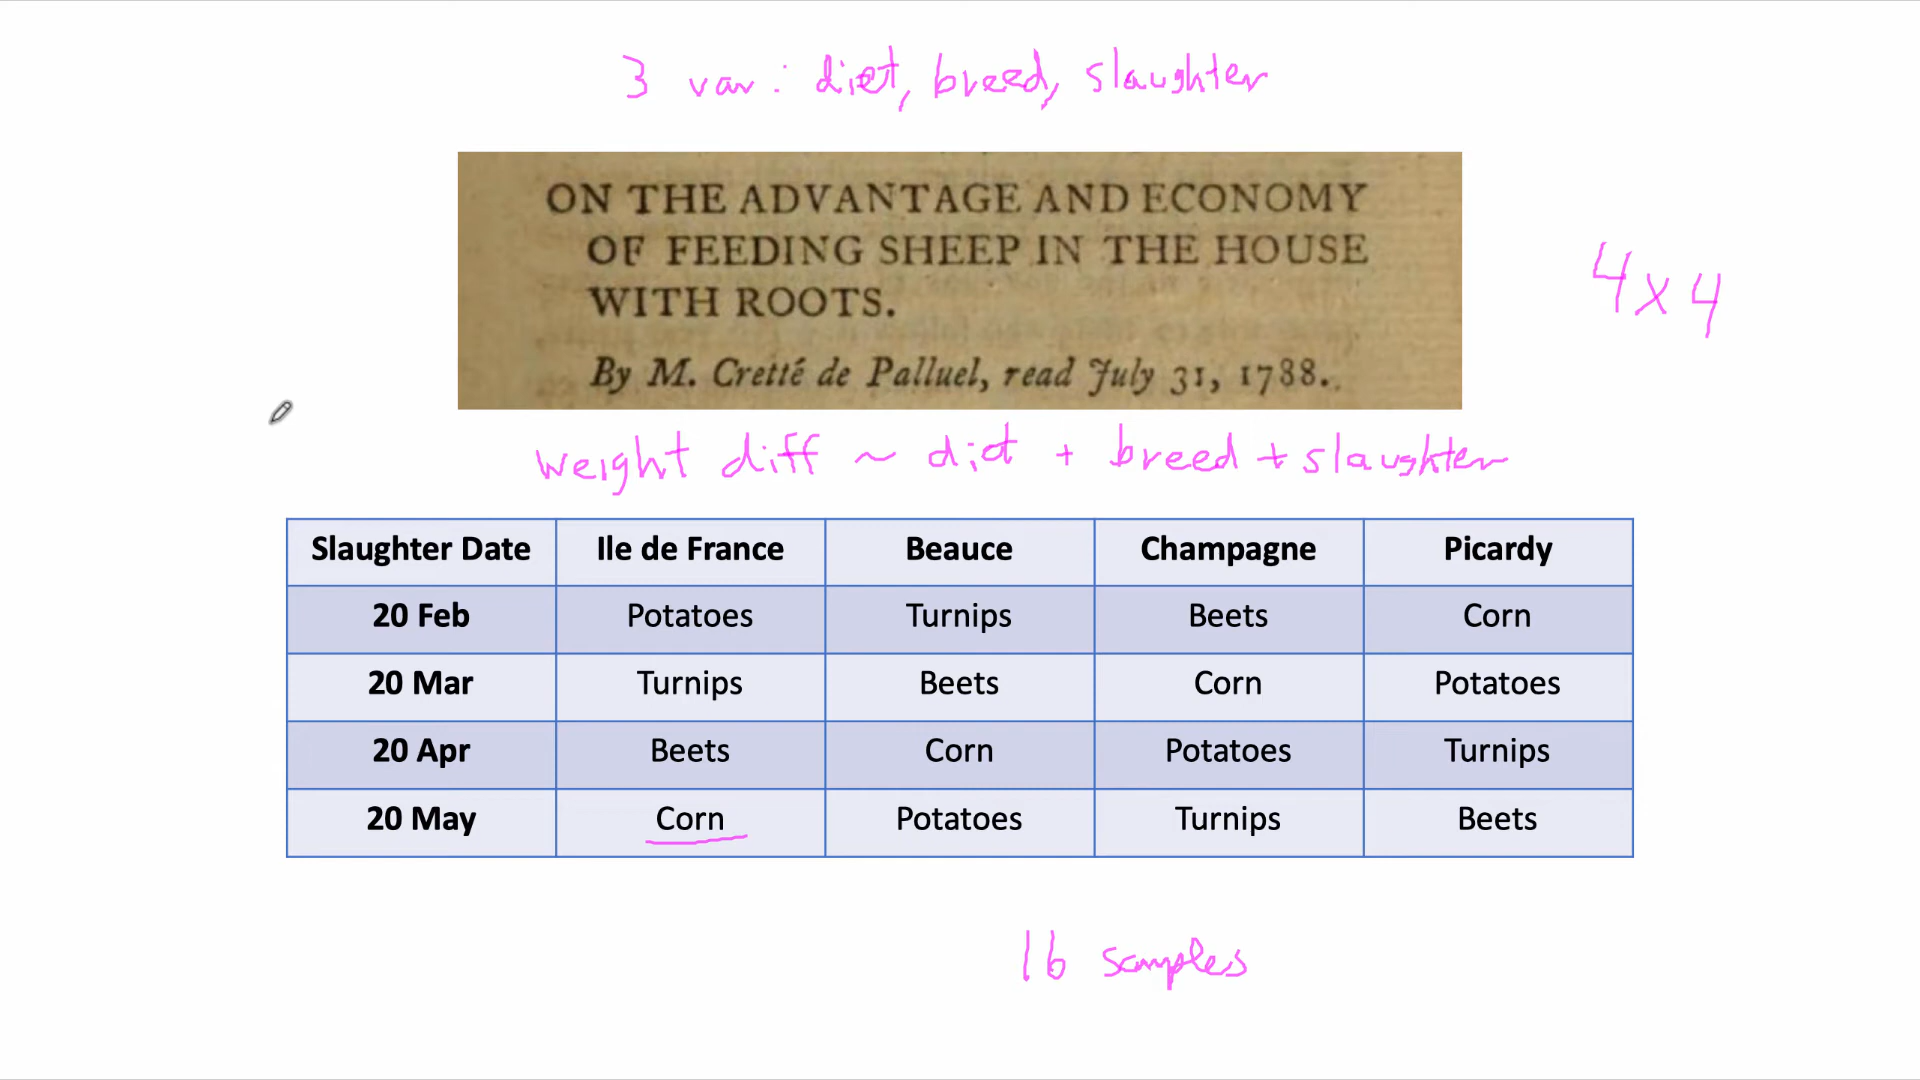 3 var: diet, breed, slaughter
ON THE ADVANTAGE AND ECONOMY
OF FEEDING SHEEP IN THE HOUSE
WITH ROOTS.
By M. Cretté de Palluel, read July 31, 1788.
4x4
weight diff ~ diet + breed + slaughter
Slaughter Date Ile de France Beauce Champagne Picardy
20 Feb Potatoes Turnips Beets Corn
20 Mar Turnips Beets Corn Potatoes
20 Apr Beets Corn Potatoes Turnips
20 May Corn Potatoes Turnips Beets
16 samples